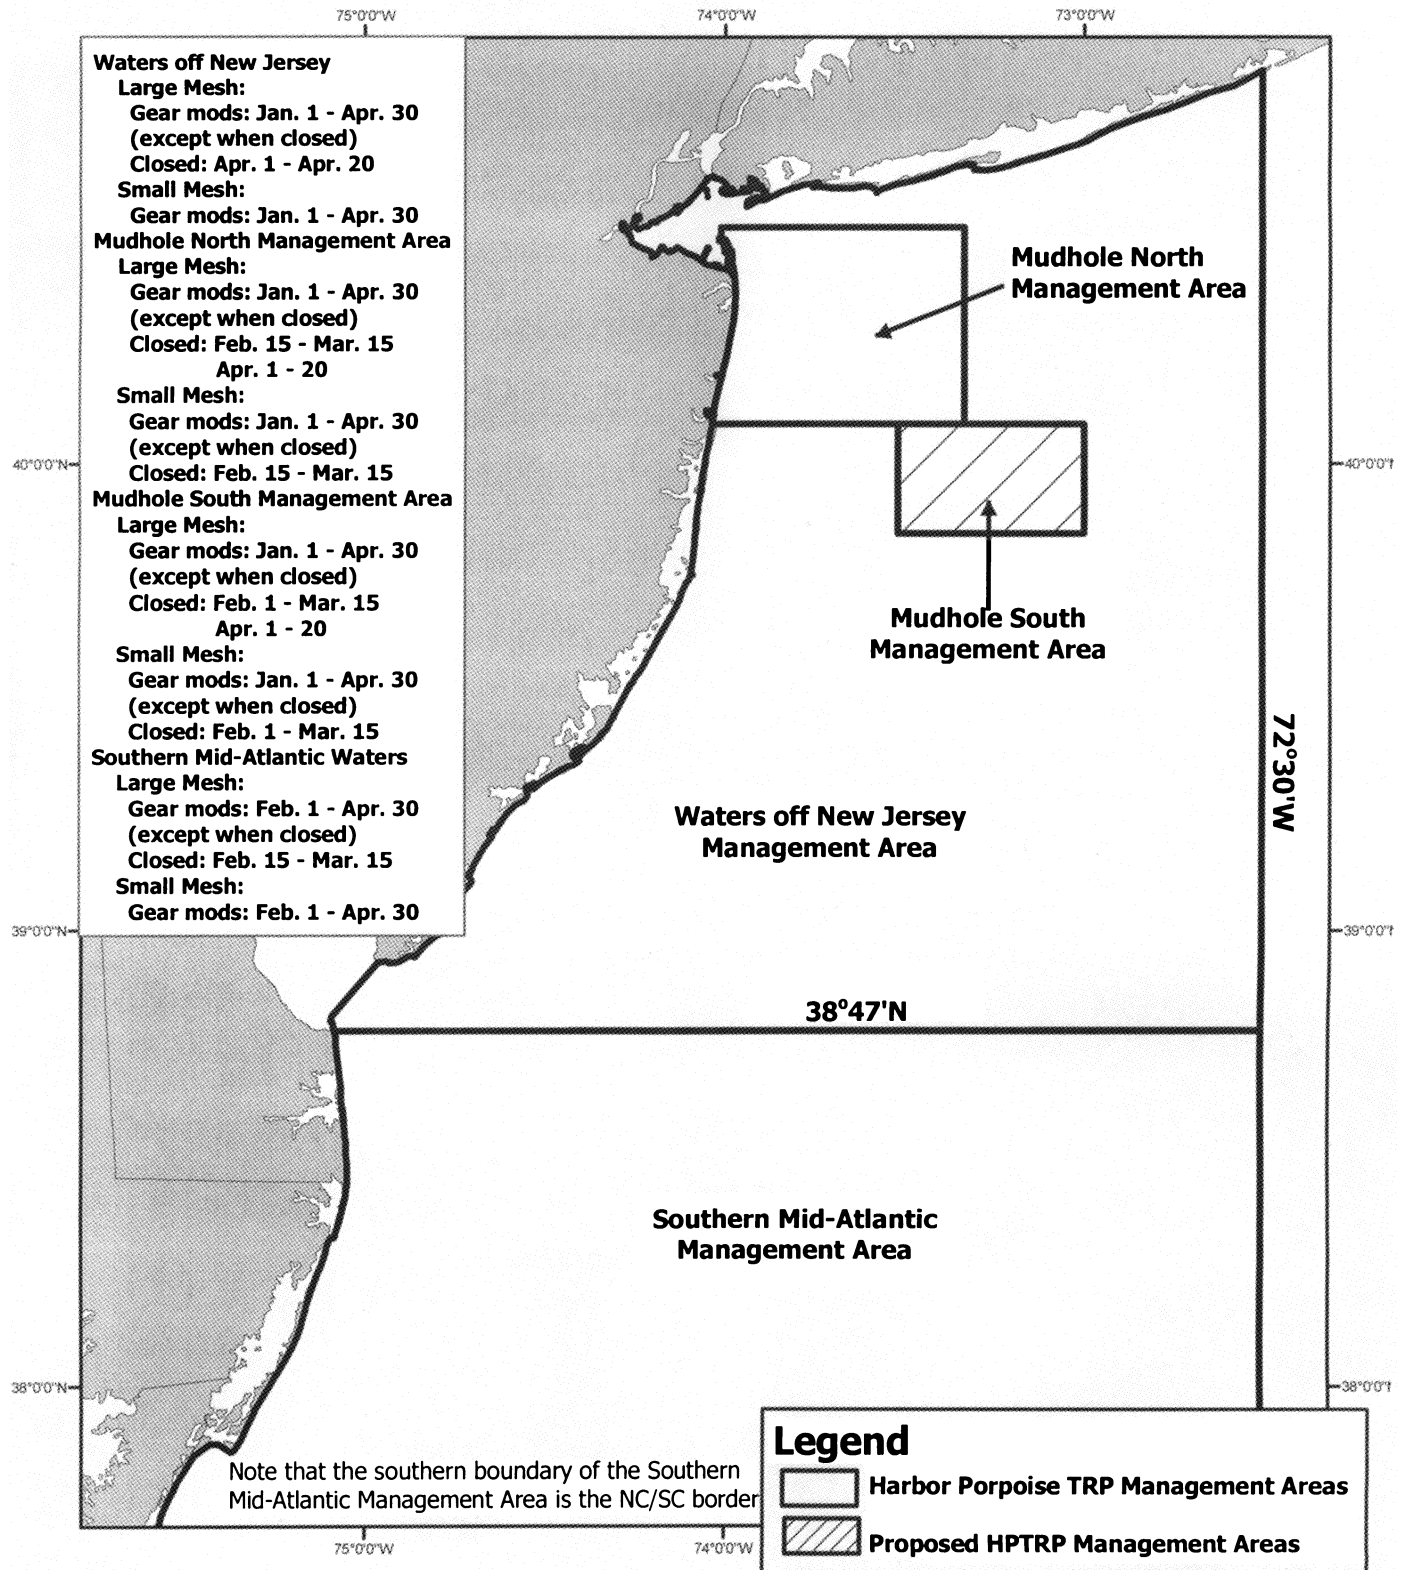 75°0'0"W
74°0'0"W
73°0'0"W
Waters off New Jersey
Large Mesh:
Gear mods: Jan. 1 - Apr. 30
(except when closed)
Closed: Apr. 1 - Apr. 20
Small Mesh:
Gear mods: Jan. 1 - Apr. 30
Mudhole North Management Area
Large Mesh:
Gear mods: Jan. 1 - Apr. 30
(except when closed)
Closed: Feb. 15 - Mar. 15
Apr. 1 - 20
Small Mesh:
Gear mods: Jan. 1 - Apr. 30
(except when closed)
Closed: Feb. 15 - Mar. 15
Mudhole South Management Area
Large Mesh:
Gear mods: Jan. 1 - Apr. 30
(except when closed)
Closed: Feb. 1 - Mar. 15
Apr. 1 - 20
Small Mesh:
Gear mods: Jan. 1 - Apr. 30
(except when closed)
Closed: Feb. 1 - Mar. 15
Southern Mid-Atlantic Waters
Large Mesh:
Gear mods: Feb. 1 - Apr. 30
(except when closed)
Closed: Feb. 15 - Mar. 15
Small Mesh:
Gear mods: Feb. 1 - Apr. 30
Mudhole North
Management Area
40°0'0"N
40°0'0"N
Mudhole South
Management Area
72°30'W
Waters off New Jersey
Management Area
39°0'0"N
39°0'0"N
38°47'N
Southern Mid-Atlantic
Management Area
38°0'0"N
38°0'0"N
Note that the southern boundary of the Southern
Mid-Atlantic Management Area is the NC/SC border
Legend
Harbor Porpoise TRP Management Areas
Proposed HPTRP Management Areas
75°0'0"W
74°0'0"W